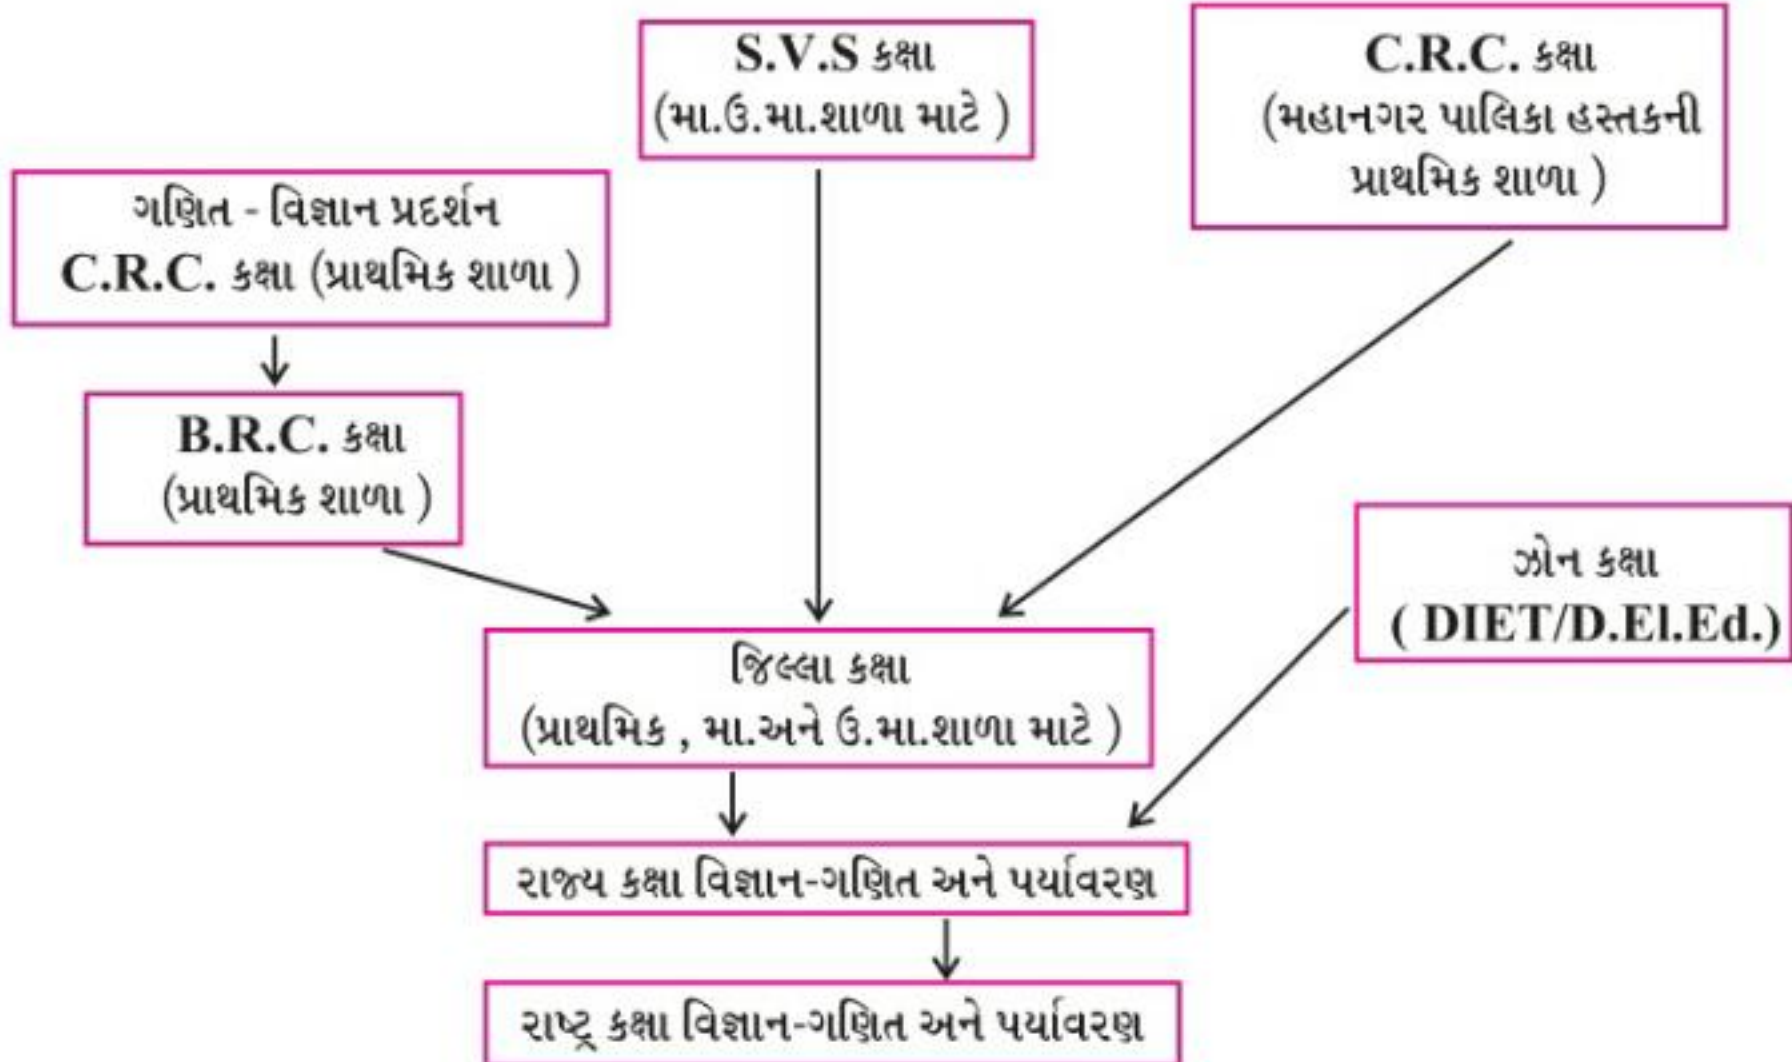 S.V.S કક્ષા
(મા.ઉ.મા.શાળા માટે )
C.R.C. કક્ષા
(મહાનગર પાલિકા હસ્તકની
પ્રાથમિક શાળા )
ગણિત - વિજ્ઞાન પ્રદર્શન
C.R.C. કક્ષા (પ્રાથમિક શાળા )
B.R.C. કક્ષા
(પ્રાથમિક શાળા )
ઝોન કક્ષા
( DIET/D.El.Ed.)
જિલ્લા કક્ષા
(પ્રાથમિક , મા.અને ઉ.મા.શાળા માટે )
રાજ્ય કક્ષા વિજ્ઞાન-ગણિત અને પર્યાવરણ
રાષ્ટ્ર કક્ષા વિજ્ઞાન-ગણિત અને પર્યાવરણ